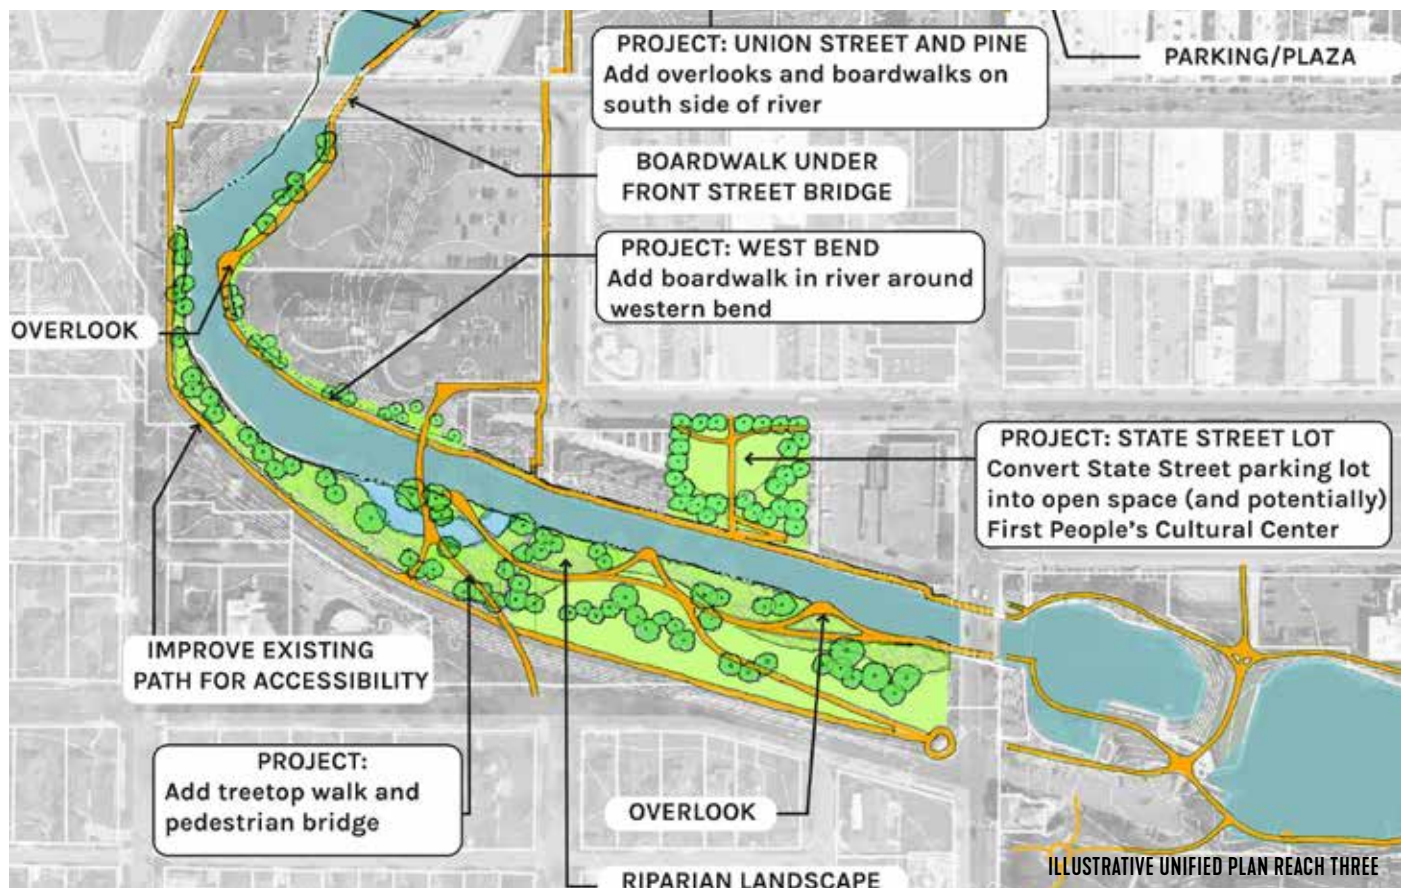 PROJECT: UNION STREET AND PINE
Add overlooks and boardwalks on
south side of river
PARKING/PLAZA
BOARDWALK UNDER
FRONT STREET BRIDGE
PROJECT: WEST BEND
Add boardwalk in river around
western bend
OVERLOOK
PROJECT: STATE STREET LOT
Convert State Street parking lot
into open space (and potentially)
First People's Cultural Center
IMPROVE EXISTING
PATH FOR ACCESSIBILITY
PROJECT:
Add treetop walk and
pedestrian bridge
OVERLOOK
RIPARIAN LANDSCAPE
ILLUSTRATIVE UNIFIED PLAN REACH THREE